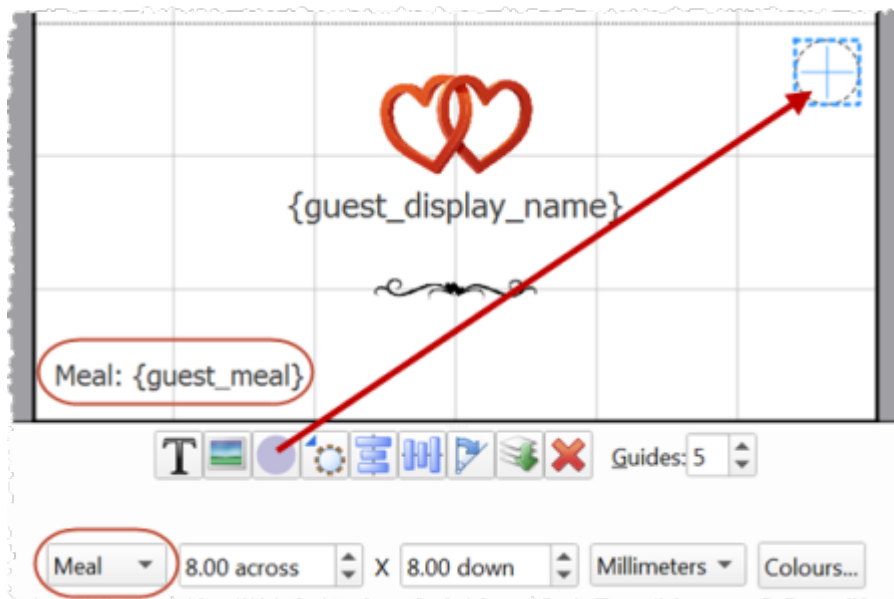 {guest_display_name}
Meal: {guest_meal}
T Guides: 5
Meal 8.00 across X 8.00 down Millimeters Colours...